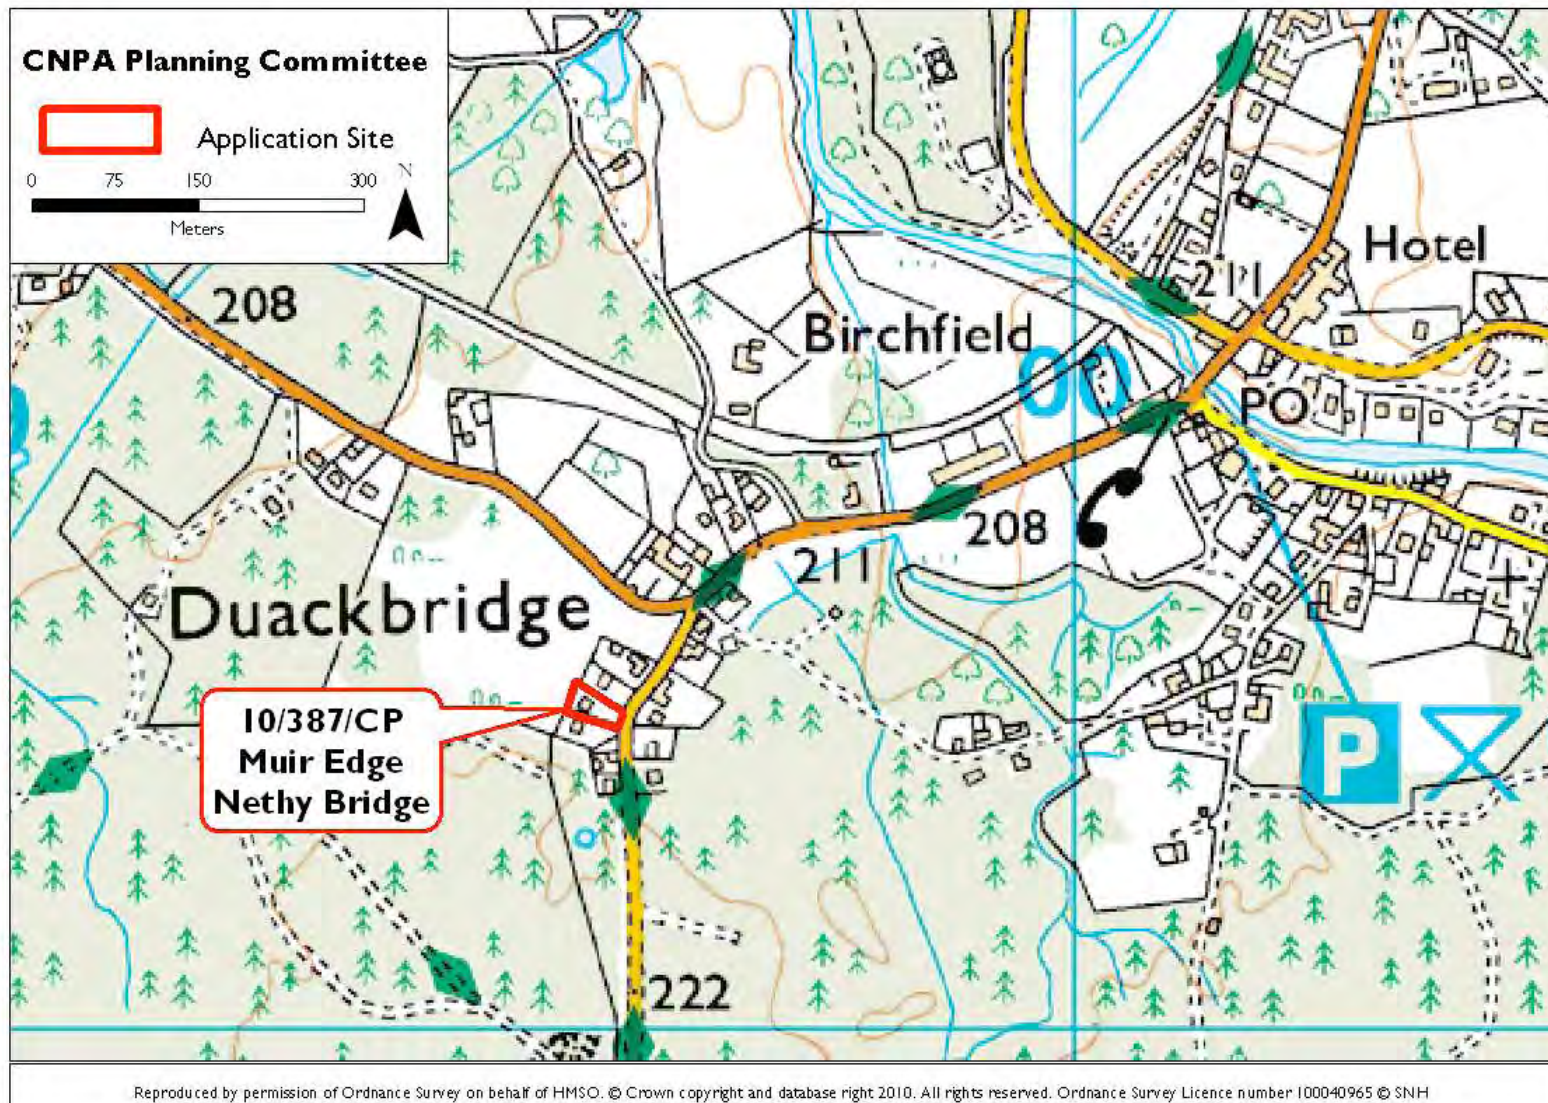 CNPA Planning Committee
Application Site
0 75 150 300
N
Meters
208
211
Hotel
Birchfield
00
PO
208
211
Duackbridge
10/387/CP
Muir Edge
Nethy Bridge
P
222
Reproduced by permission of Ordnance Survey on behalf of HMSO. © Crown copyright and database right 2010. All rights reserved. Ordnance Survey Licence number 100040965 © SNH